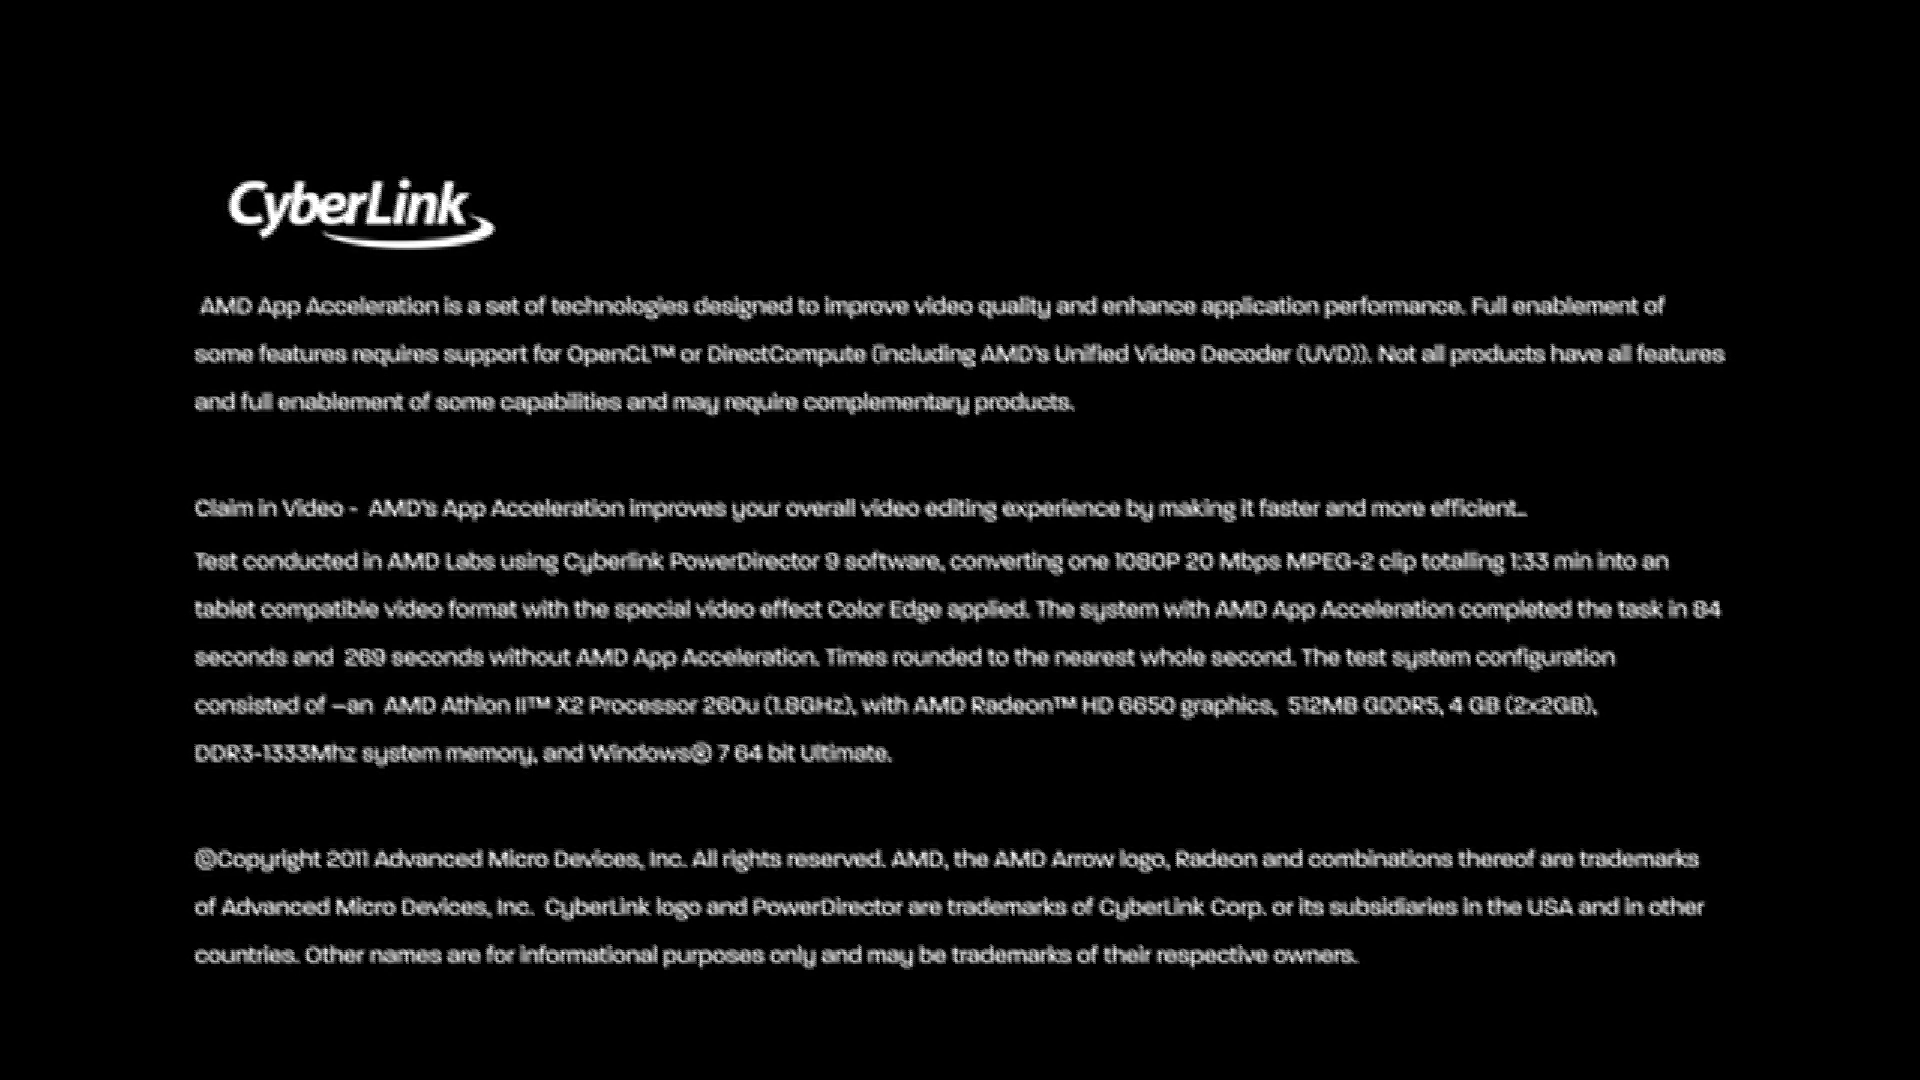 CyberLink
AMD App Acceleration is a set of technologies designed to improve video quality and enhance application performance. Full enablement of
some features requires support for OpenCL™ or DirectCompute (including AMD's Unified Video Decoder (UVD)). Not all products have all features
and full enablement of some capabilities and may require complementary products.
Claim in Video - AMD's App Acceleration improves your overall video editing experience by making it faster and more efficient..
Test conducted in AMD Labs using Cyberlink PowerDirector 9 software, converting one 1080P 20 Mbps MPEG-2 clip totalling 1:33 min into an
tablet compatible video format with the special video effect Color Edge applied. The system with AMD App Acceleration completed the task in 84
seconds and 269 seconds without AMD App Acceleration. Times rounded to the nearest whole second. The test system configuration
consisted of –an AMD Athlon II™ X2 Processor 260u (1.8GHz), with AMD Radeon™ HD 6650 graphics, 512MB GDDR5, 4 GB (2x2GB),
DDR3-1333Mhz system memory, and Windows® 7 64 bit Ultimate.
©Copyright 2011 Advanced Micro Devices, Inc. All rights reserved. AMD, the AMD Arrow logo, Radeon and combinations thereof are trademarks
of Advanced Micro Devices, Inc. CyberLink logo and PowerDirector are trademarks of CyberLink Corp. or its subsidiaries in the USA and in other
countries. Other names are for informational purposes only and may be trademarks of their respective owners.